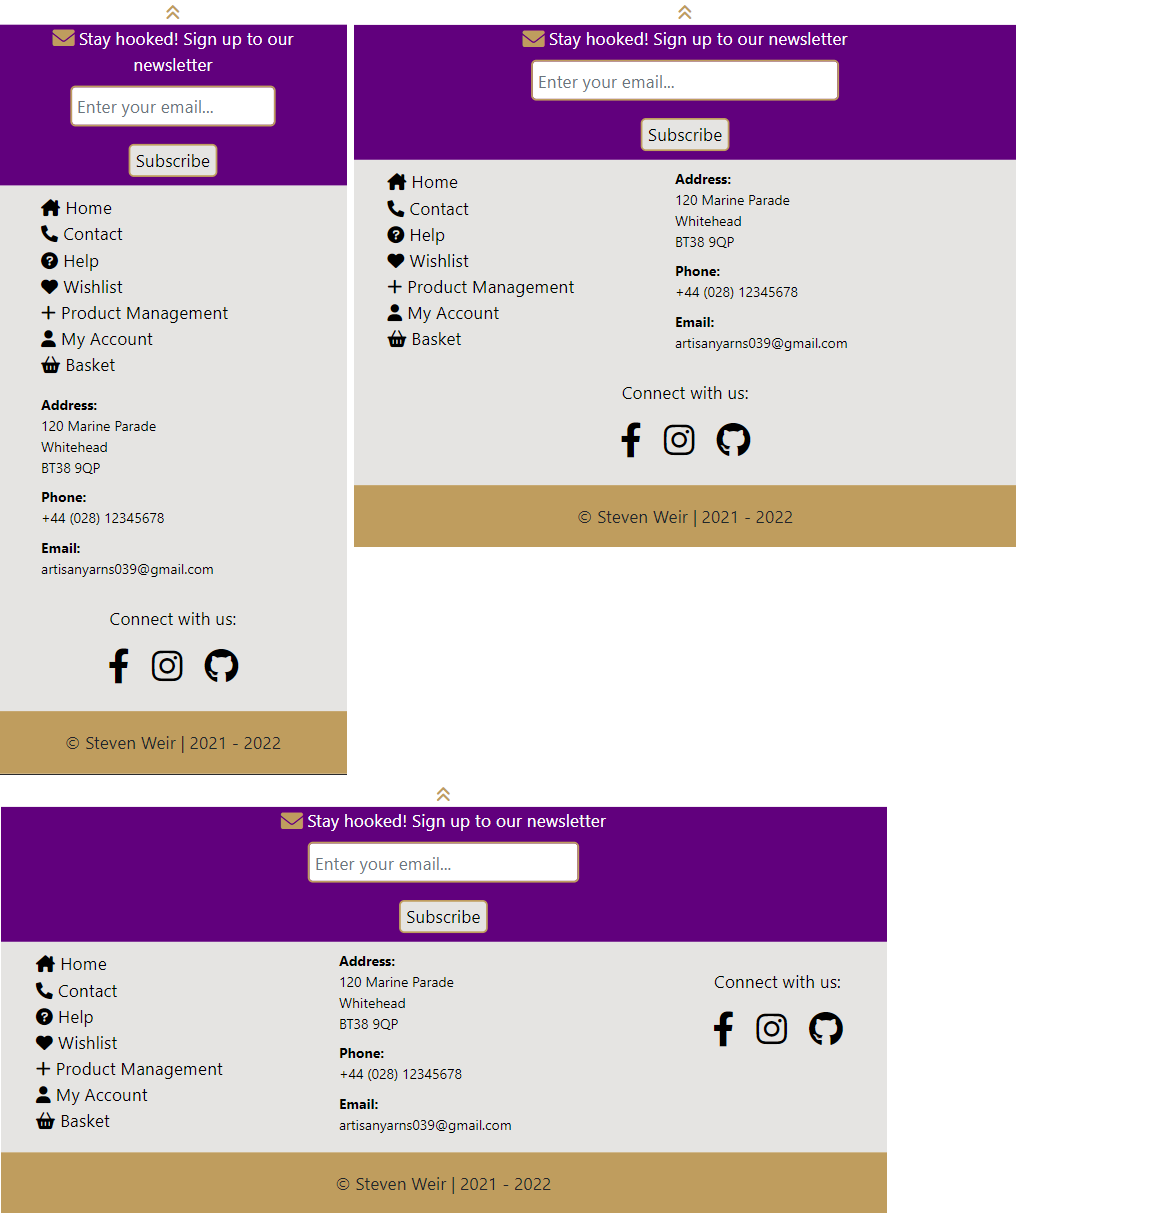 Stay hooked! Sign up to our
newsletter
Enter your email...
Subscribe
Home
Contact
Help
Wishlist
Product Management
My Account
Basket
Address:
120 Marine Parade
Whitehead
BT38 9QP
Phone:
+44 (028) 12345678
Email:
artisanyarns039@gmail.com
Connect with us:
© Steven Weir | 2021 - 2022
Stay hooked! Sign up to our newsletter
Enter your email...
Subscribe
Home
Contact
Help
Wishlist
Product Management
My Account
Basket
Address:
120 Marine Parade
Whitehead
BT38 9QP
Phone:
+44 (028) 12345678
Email:
artisanyarns039@gmail.com
Connect with us:
© Steven Weir | 2021 - 2022
Stay hooked! Sign up to our newsletter
Enter your email...
Subscribe
Home
Contact
Help
Wishlist
Product Management
My Account
Basket
Address:
120 Marine Parade
Whitehead
BT38 9QP
Phone:
+44 (028) 12345678
Email:
artisanyarns039@gmail.com
Connect with us:
© Steven Weir | 2021 - 2022